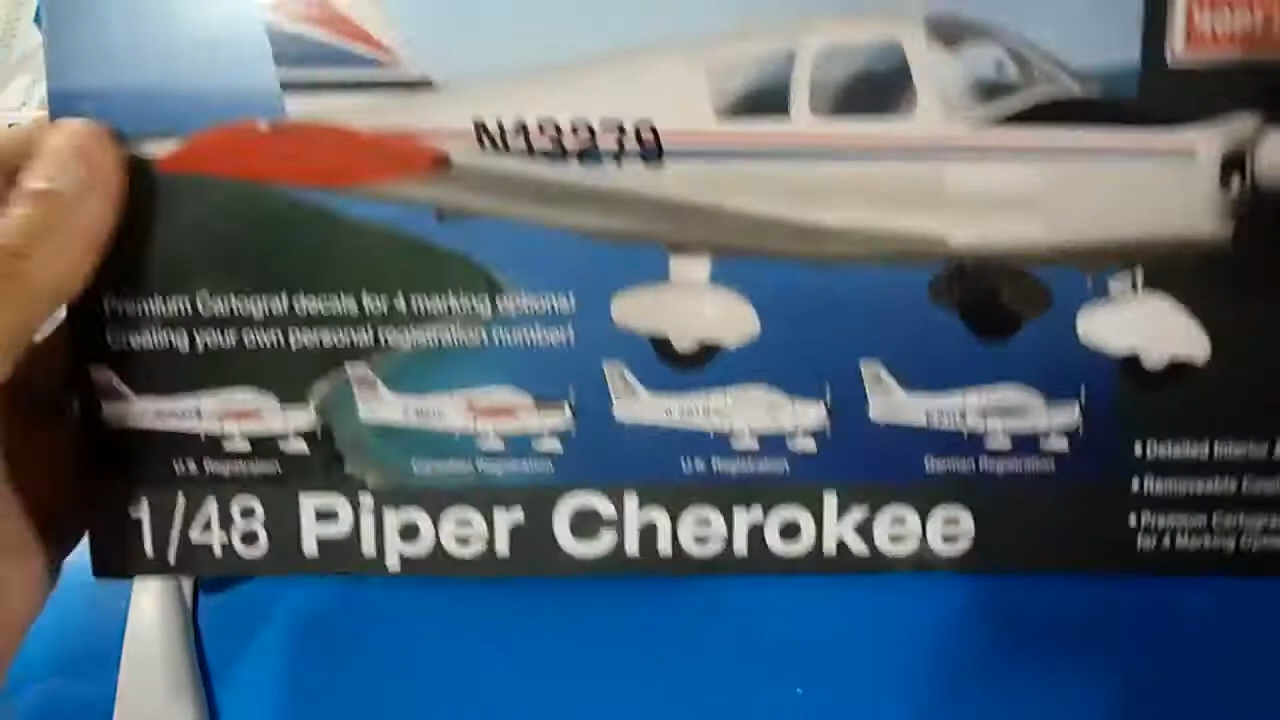 N13279
Premium Cartograf decals for 4 marking options!
Creating your own personal registration number!
U.S. Registration
Canadian Registration
U.K. Registration
German Registration
1/48 Piper Cherokee
Detailed Interior
Removeable
Premium Cartograf
for 4 Marking